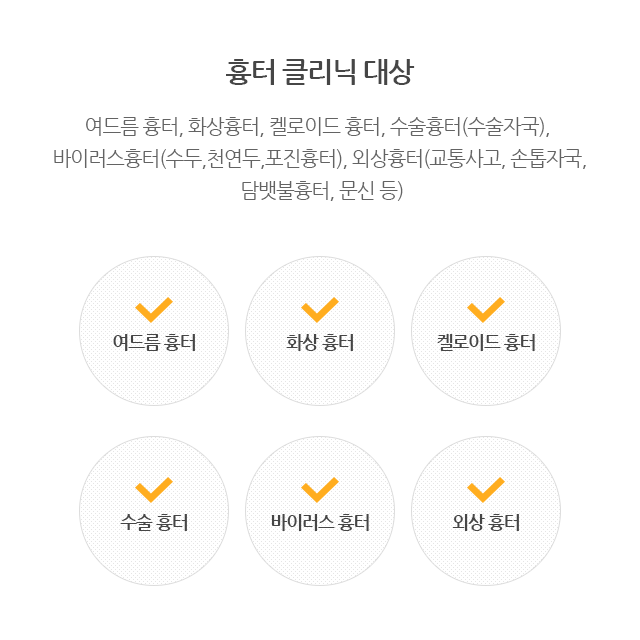 흉터 클리닉 대상
여드름 흉터, 화상흉터, 켈로이드 흉터, 수술흉터(수술자국),
바이러스흉터(수두,천연두,포진흉터), 외상흉터(교통사고, 손톱자국,
담뱃불흉터, 문신 등)
여드름 흉터
화상 흉터
켈로이드 흉터
수술 흉터
바이러스 흉터
외상 흉터